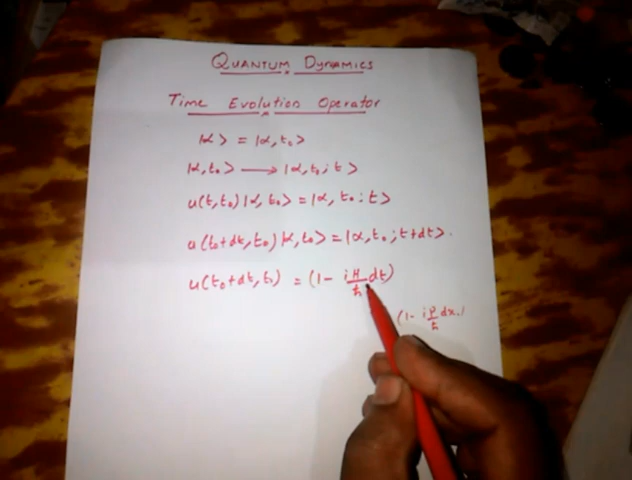 QUANTUM DYNAMICS
TIME EVOLUTION OPERATOR
|α> = |α,t₀>
|α,t₀> ⟶ |α,t₀;t>
u(t,t₀)|α,t₀> = |α,t₀;t>
u(t₀+dt,t₀)|α,t₀> = |α,t₀;t+dt>.
u(t₀+dt,t₀) = (1- iH/ħ dt)
(1- iP/ħ dx.)